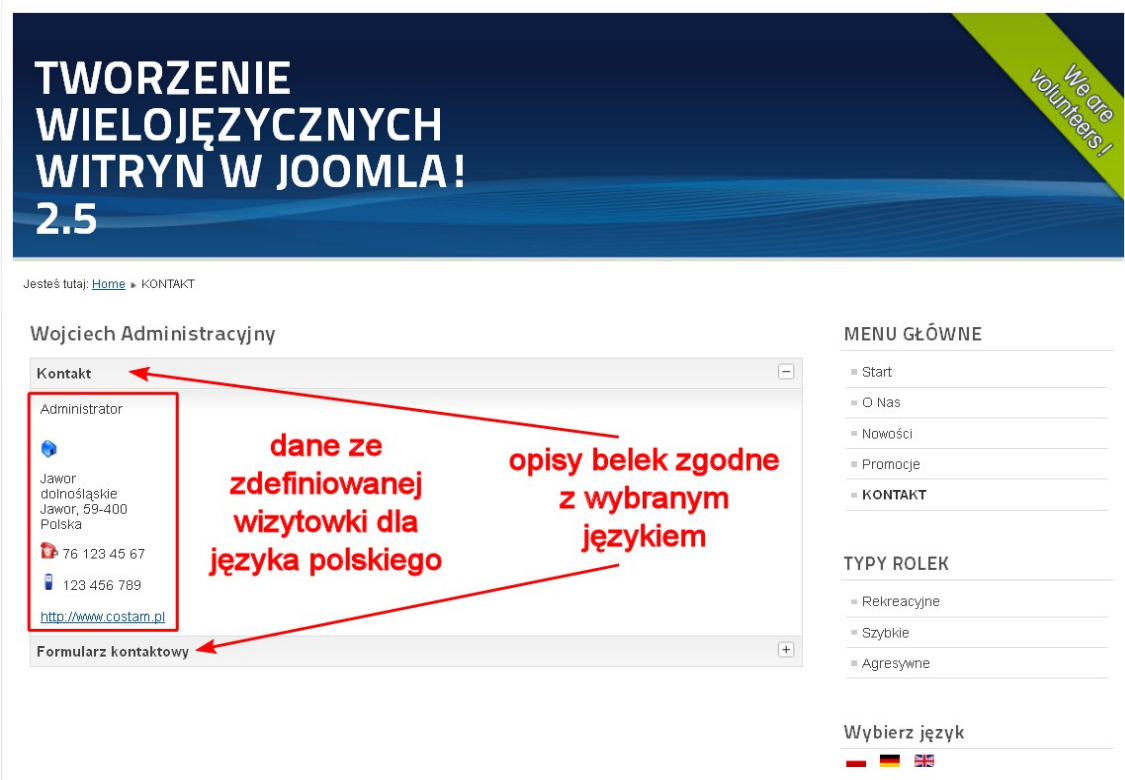 TWORZENIE
WIELOJĘZYCZNYCH
WITRYN W JOOMLA!
2.5
We are
volunteers!
Jesteś tutaj: Home » KONTAKT
Wojciech Administracyjny
Kontakt
Administrator
Jawor
dolnośląskie
Jawor, 59-400
Polska
76 123 45 67
123 456 789
http://www.costam.pl
dane ze
zdefiniowanej
wizytowki dla
języka polskiego
opisy belek zgodne
z wybranym
językiem
Formularz kontaktowy
MENU GŁÓWNE
Start
O Nas
Nowości
Promocje
KONTAKT
TYPY ROLEK
Rekreacyjne
Szybkie
Agresywne
Wybierz język